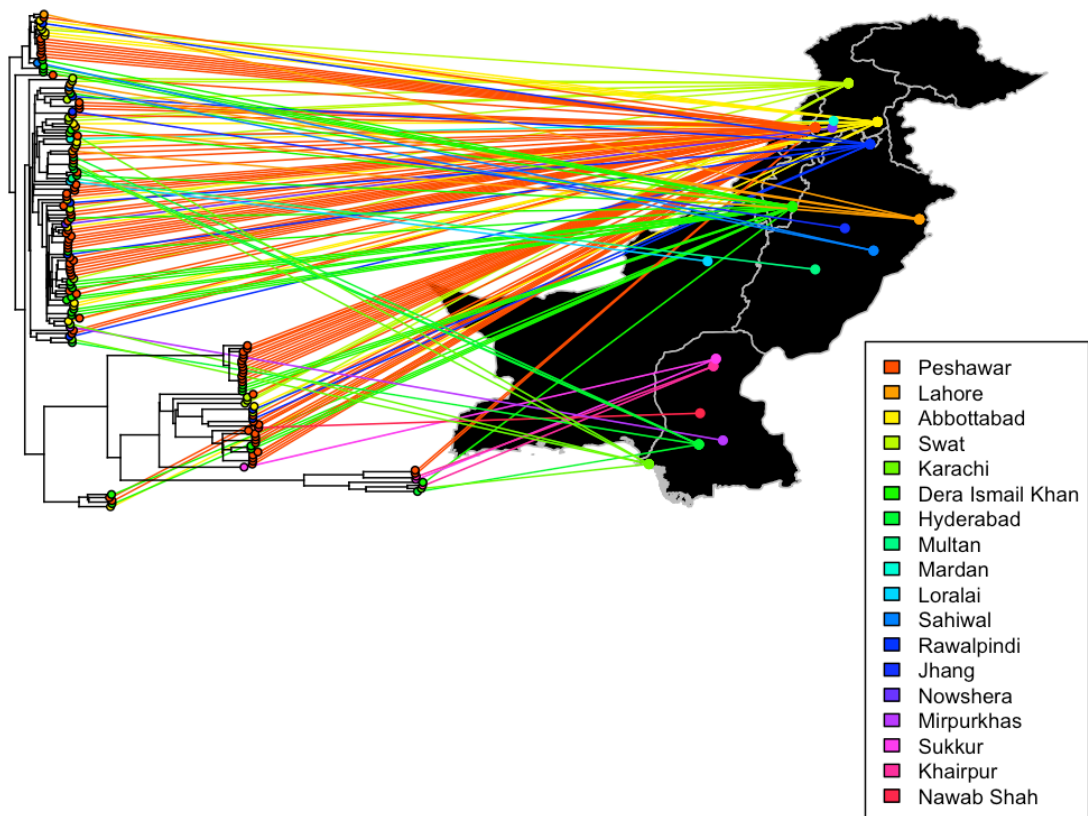 Peshawar
Lahore
Abbottabad
Swat
Karachi
Dera Ismail Khan
Hyderabad
Multan
Mardan
Loralai
Sahiwal
Rawalpindi
Jhang
Nowshera
Mirpurkhas
Sukkur
Khairpur
Nawab Shah